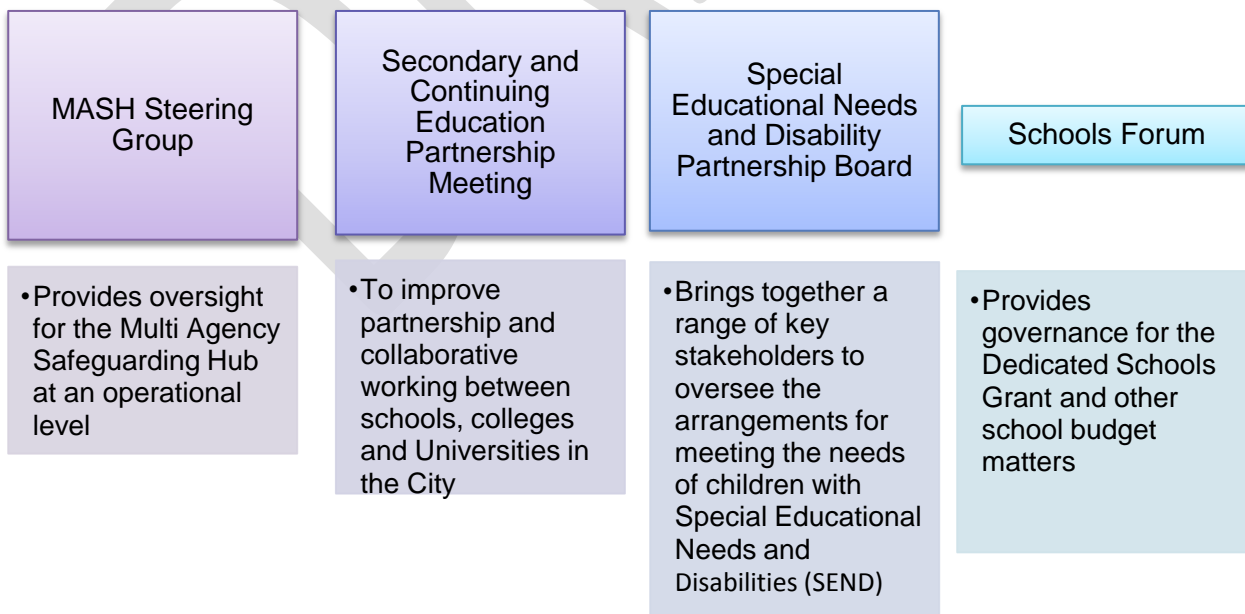 MASH Steering
Group
Secondary and
Continuing
Education
Partnership
Meeting
Special
Educational Needs
and Disability
Partnership Board
Schools Forum
•Provides oversight
for the Multi Agency
Safeguarding Hub
at an operational
level
•To improve
partnership and
collaborative
working between
schools, colleges
and Universities in
the City
•Brings together a
range of key
stakeholders to
oversee the
arrangements for
meeting the needs
of children with
Special Educational
Needs and
Disabilities (SEND)
•Provides
governance for the
Dedicated Schools
Grant and other
school budget
matters